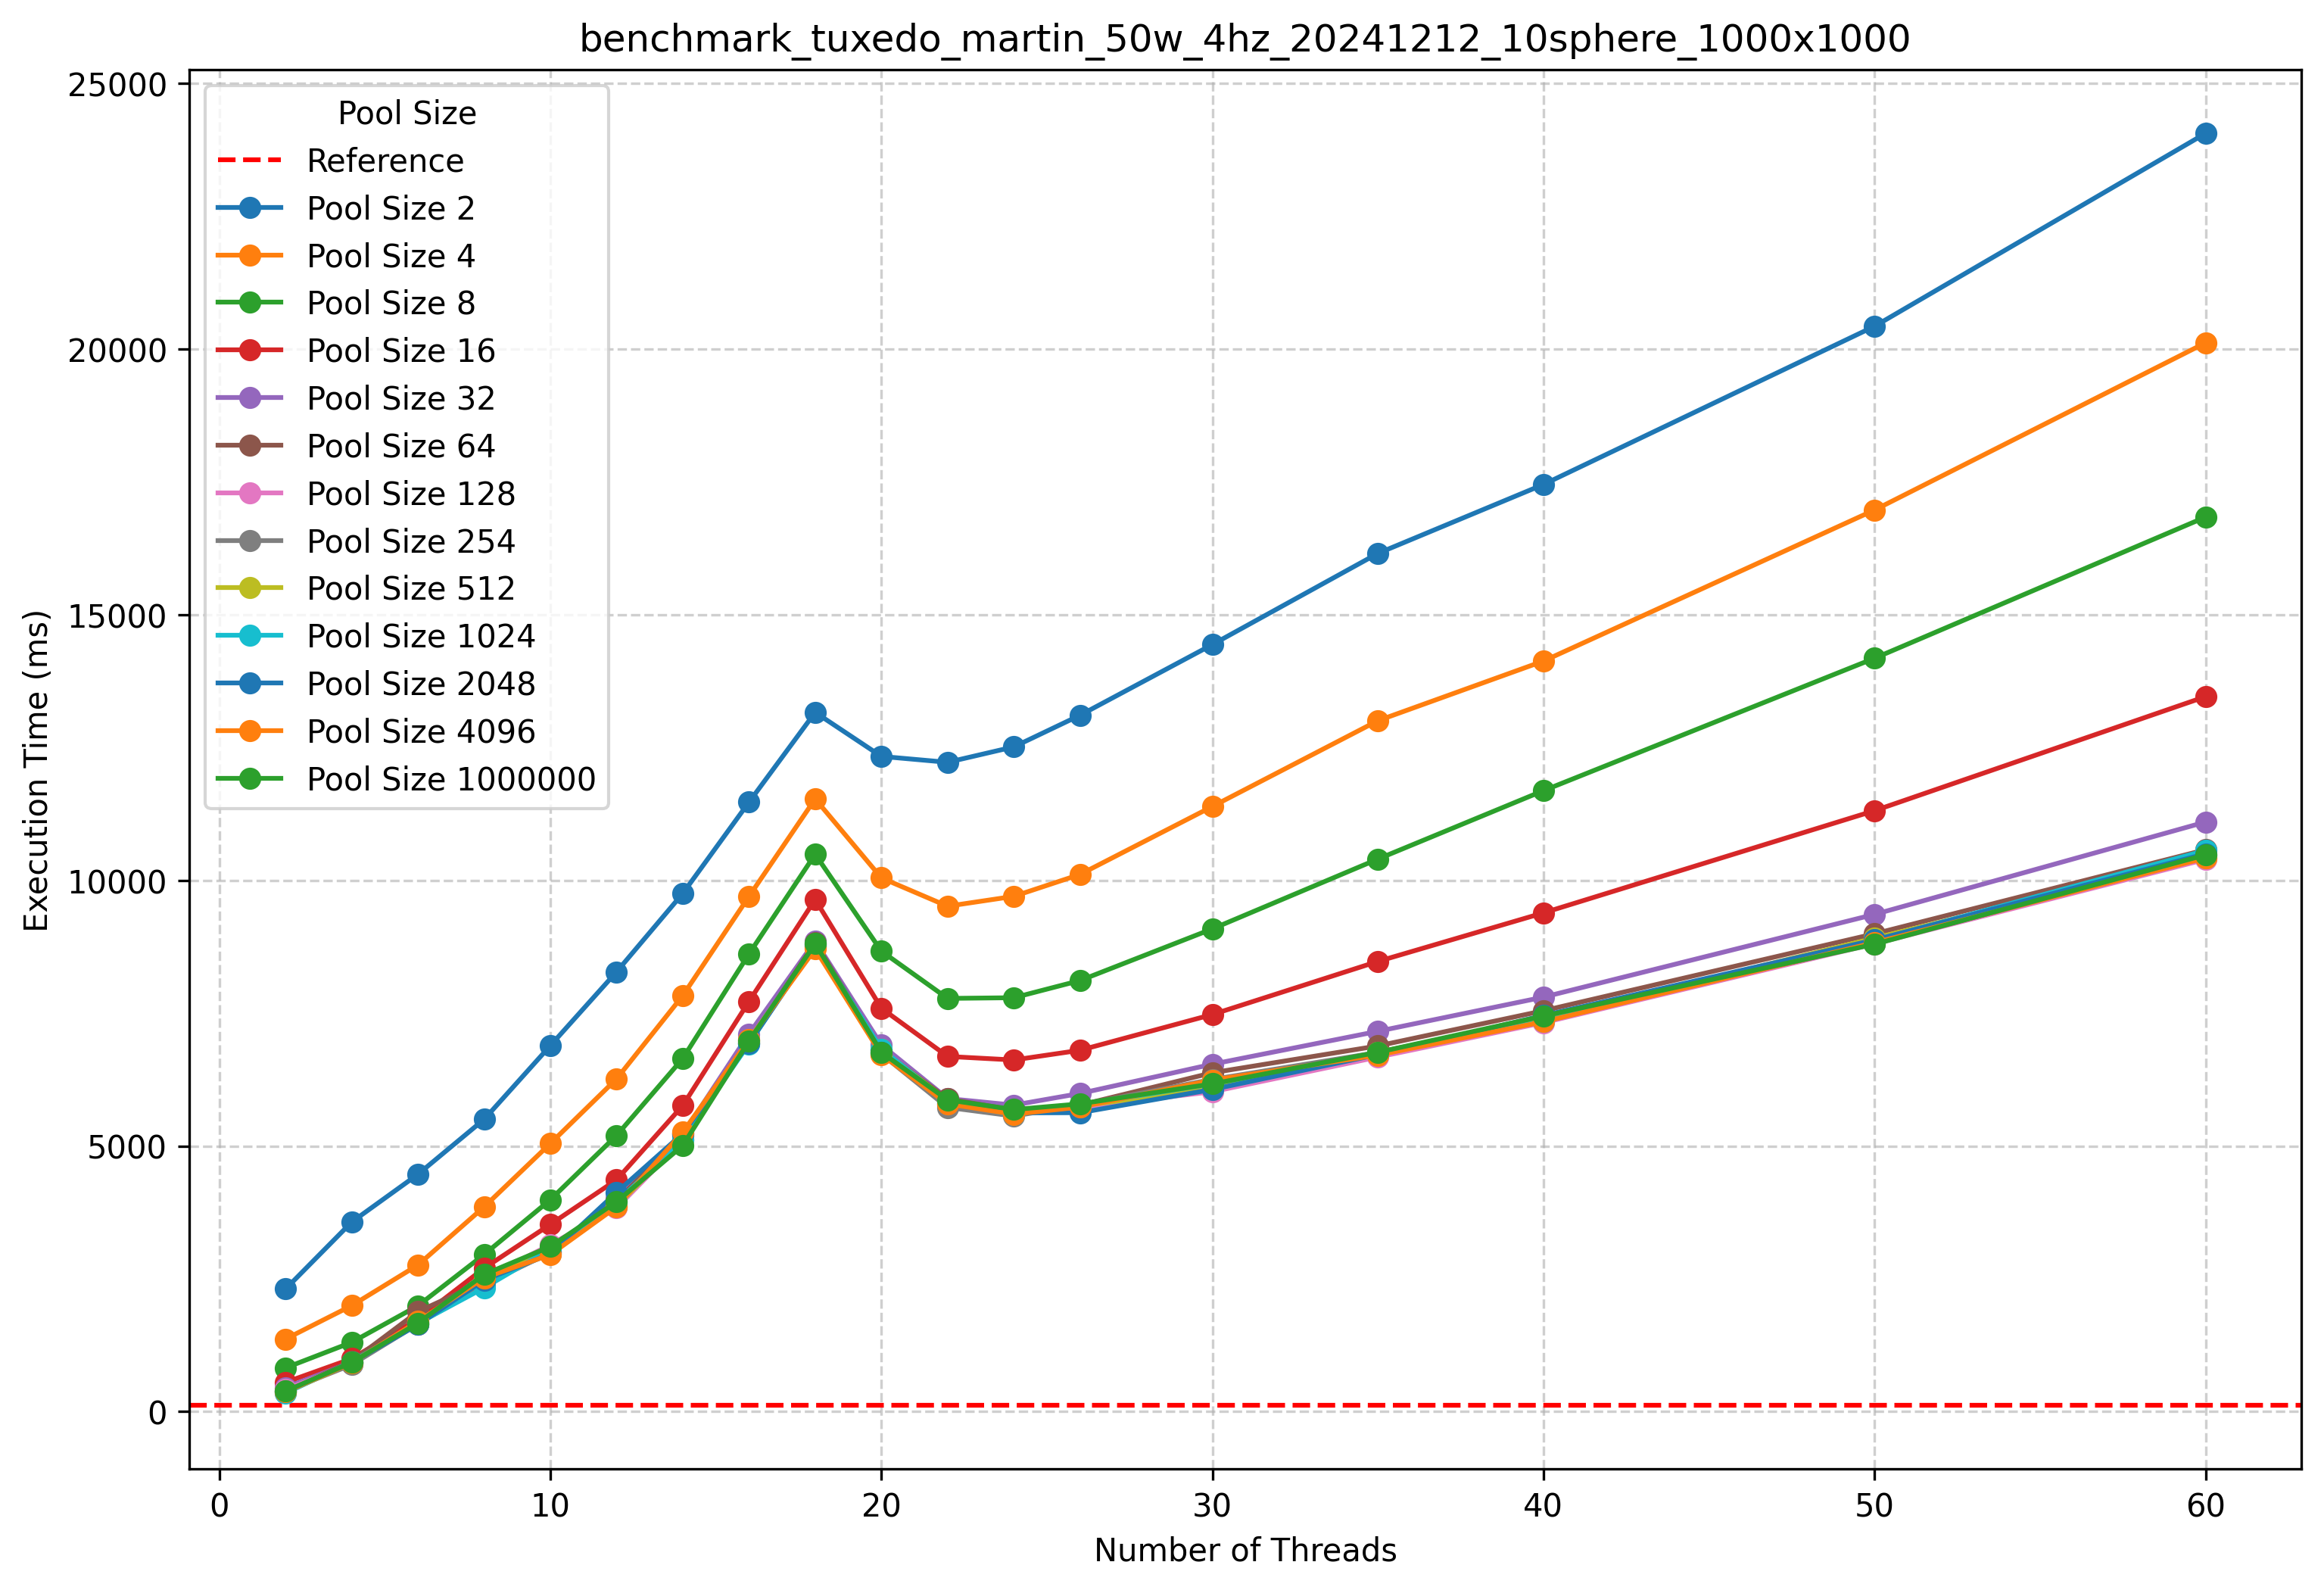 benchmark_tuxedo_martin_50w_4hz_20241212_10sphere_1000x1000
25000
20000
15000
10000
5000
0
Execution Time (ms)
Pool Size
Reference
Pool Size 2
Pool Size 4
Pool Size 8
Pool Size 16
Pool Size 32
Pool Size 64
Pool Size 128
Pool Size 254
Pool Size 512
Pool Size 1024
Pool Size 2048
Pool Size 4096
Pool Size 1000000
0 10 20 30 40 50 60
Number of Threads